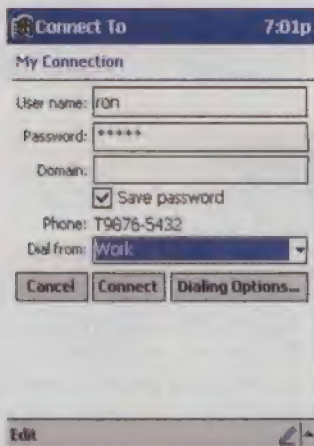 Connect To 7:01p
My Connection
User name: ron
Password: *****
Domain:
Save password
Phone: T9876-5432
Dial from: Work
Cancel Connect Dialing Options...
Edit